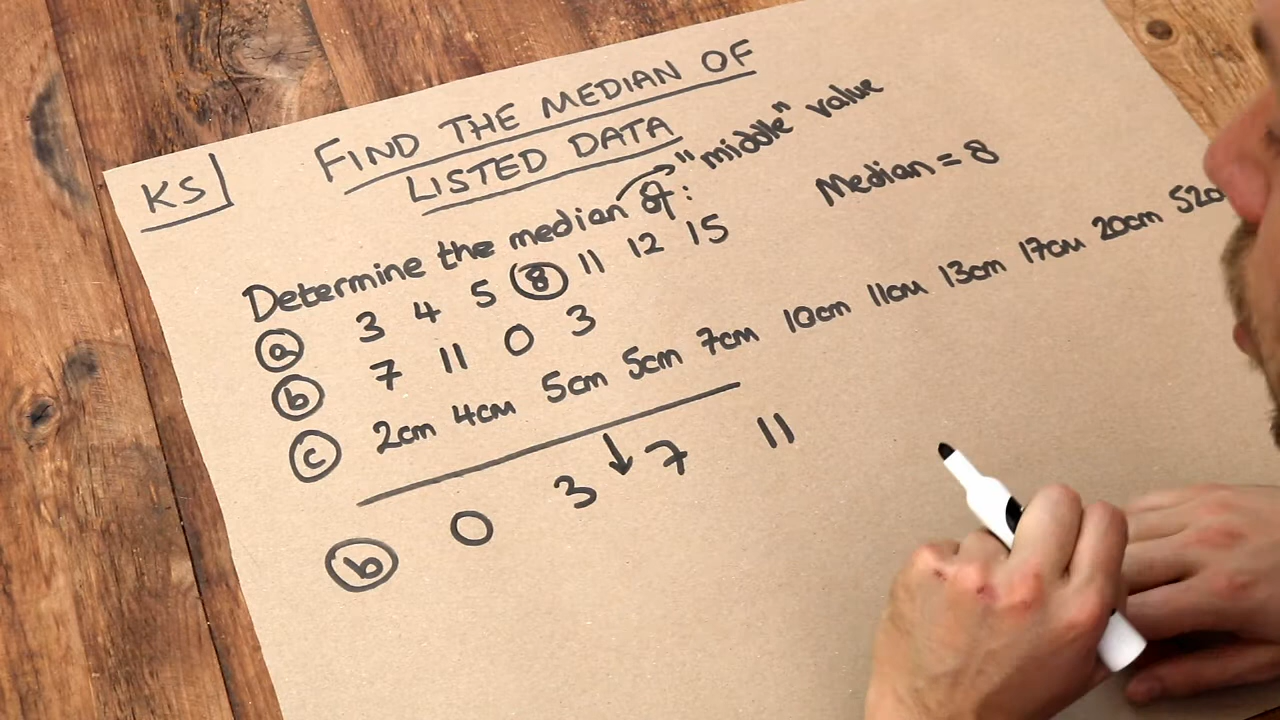 KS
FIND THE MEDIAN OF
LISTED DATA
Determine the median of: "middle" value
a 3 4 5 8 11 12 15 Median = 8
b 7 11 0 3
c 2cm 4cm 5cm 5cm 7cm 10cm 11cm 13cm 17cm 20cm
b 0 3 ↓ 7 11